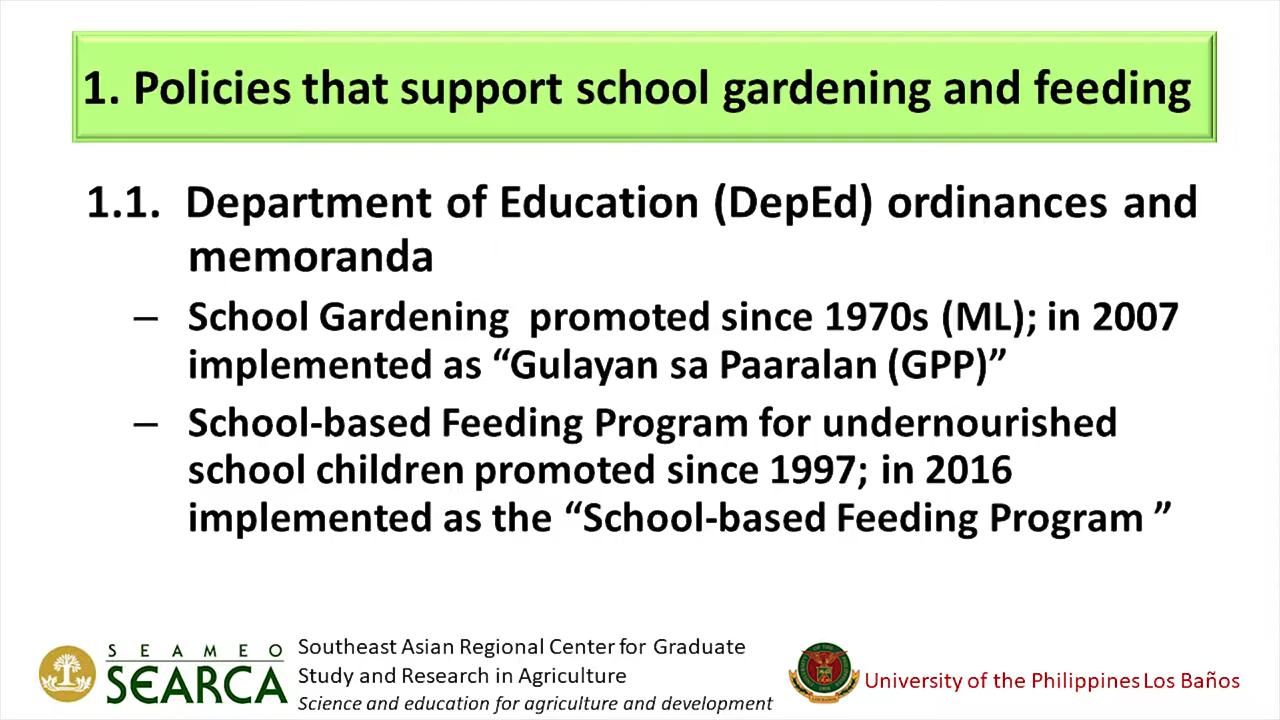 1. Policies that support school gardening and feeding
1.1. Department of Education (DepEd) ordinances and
memoranda
– School Gardening promoted since 1970s (ML); in 2007
implemented as “Gulayan sa Paaralan (GPP)”
– School-based Feeding Program for undernourished
school children promoted since 1997; in 2016
implemented as the “School-based Feeding Program ”
SEAMEO
SEARCA
Southeast Asian Regional Center for Graduate
Study and Research in Agriculture
Science and education for agriculture and development
University of the Philippines Los Baños